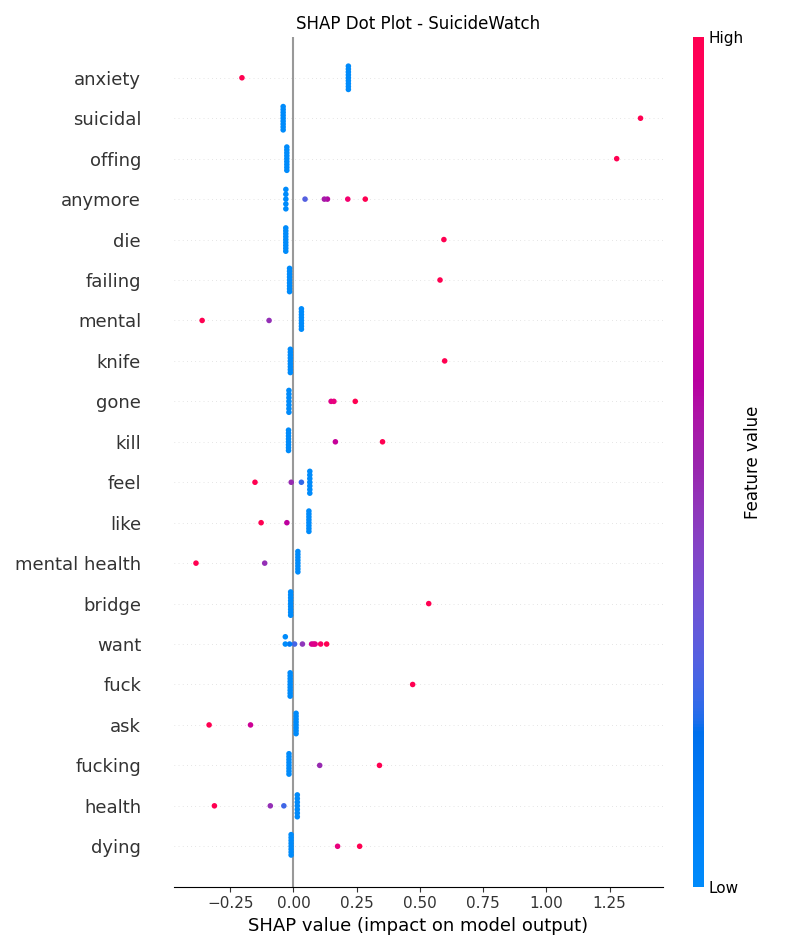 SHAP Dot Plot - SuicideWatch
High
anxiety
suicidal
offing
anymore
die
failing
mental
knife
gone
kill
feel
like
mental health
bridge
want
fuck
ask
fucking
health
dying
Feature value
Low
−0.25 0.00 0.25 0.50 0.75 1.00 1.25
SHAP value (impact on model output)